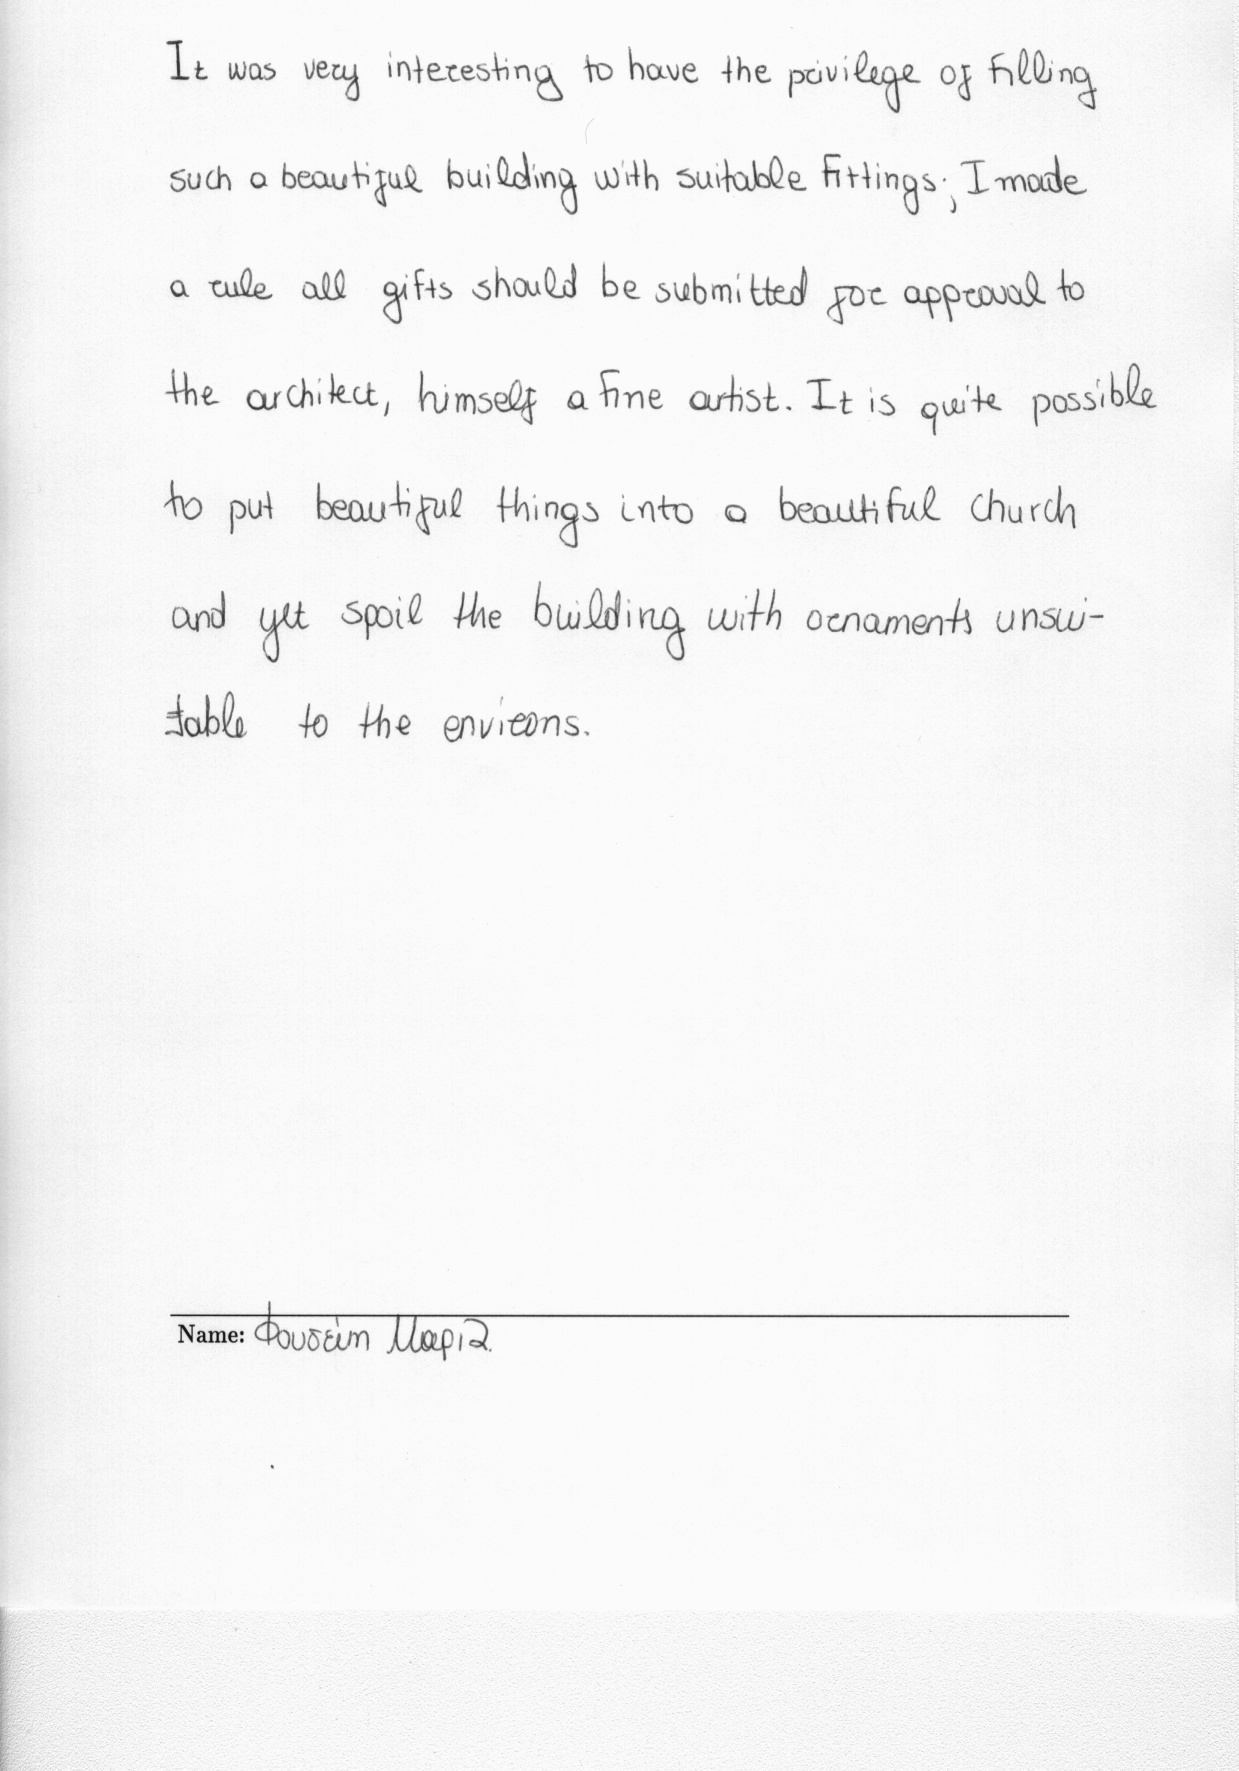 It was very interesting to have the privilege of filling
such a beautiful building with suitable fittings; I made
a rule all gifts should be submitted for approval to
the architect, himself a fine artist. It is quite possible
to put beautiful things into a beautiful church
and yet spoil the building with ornaments unsui-
table to the environs.
Name: Μαρία